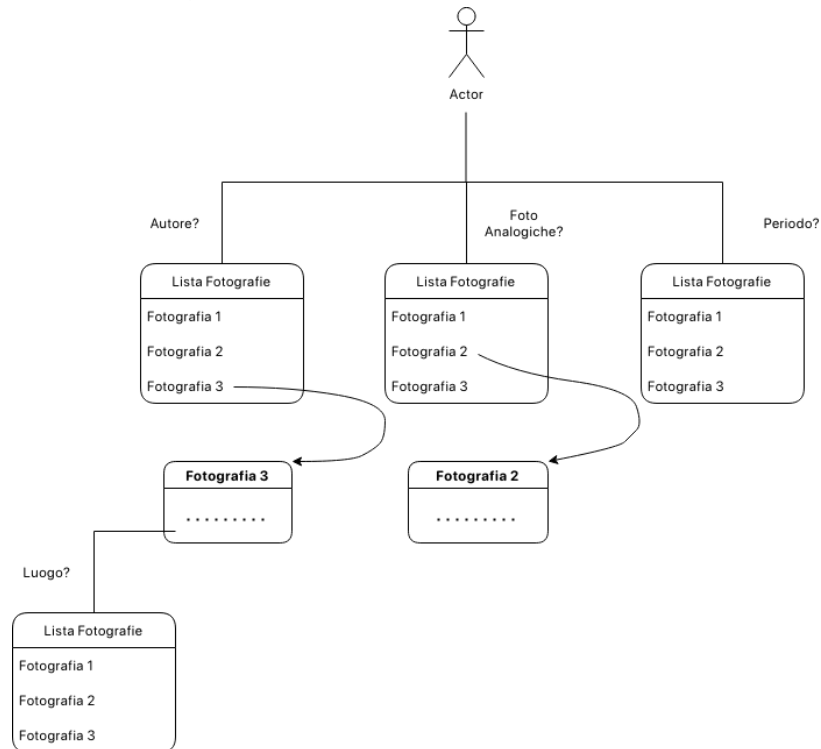 Actor
Autore?
Foto
Analogiche?
Periodo?
Lista Fotografie
Fotografia 1
Fotografia 2
Fotografia 3
Lista Fotografie
Fotografia 1
Fotografia 2
Fotografia 3
Lista Fotografie
Fotografia 1
Fotografia 2
Fotografia 3
Fotografia 3
.........
Fotografia 2
.........
Luogo?
Lista Fotografie
Fotografia 1
Fotografia 2
Fotografia 3